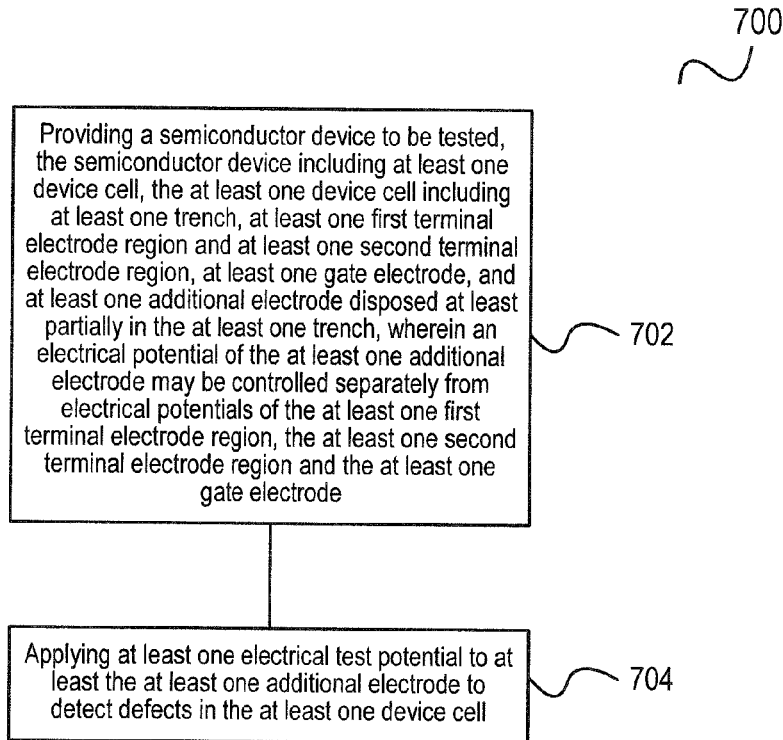 700
Providing a semiconductor device to be tested,
the semiconductor device including at least one
device cell, the at least one device cell including
at least one trench, at least one first terminal
electrode region and at least one second terminal
electrode region, at least one gate electrode, and
at least one additional electrode disposed at least
partially in the at least one trench, wherein an
electrical potential of the at least one additional
electrode may be controlled separately from
electrical potentials of the at least one first
terminal electrode region, the at least one second
terminal electrode region and the at least one
gate electrode
702
Applying at least one electrical test potential to at
least the at least one additional electrode to
detect defects in the at least one device cell
704